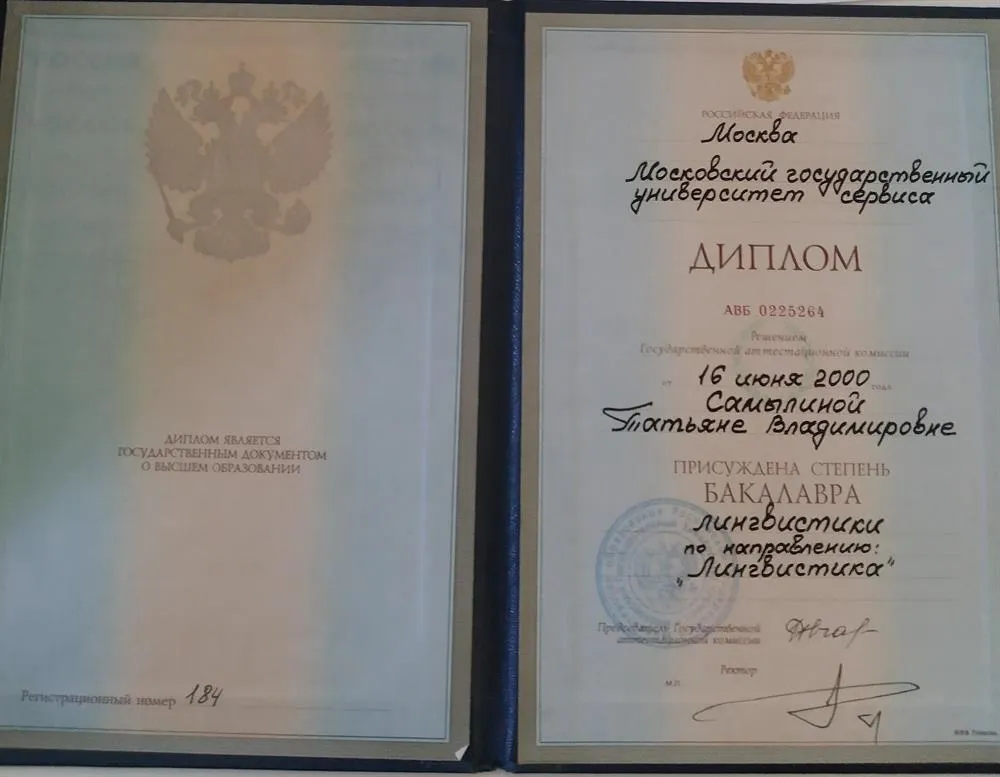 ДИПЛОМ ЯВЛЯЕТСЯ
ГОСУДАРСТВЕННЫМ ДОКУМЕНТОМ
О ВЫСШЕМ ОБРАЗОВАНИИ
Регистрационный номер 184
РОССИЙСКАЯ ФЕДЕРАЦИЯ
Москва
Московский государственный
университет сервиса
ДИПЛОМ
АВБ 0225264
Решением
Государственной аттестационной комиссии
от 16 июня 2000 года
Самылиной
Татьяне Владимировне
ПРИСУЖДЕНА СТЕПЕНЬ
БАКАЛАВРА
лингвистики
по направлению:
„Лингвистика"
Председатель Государственной
аттестационной комиссии
Ректор
М.П.